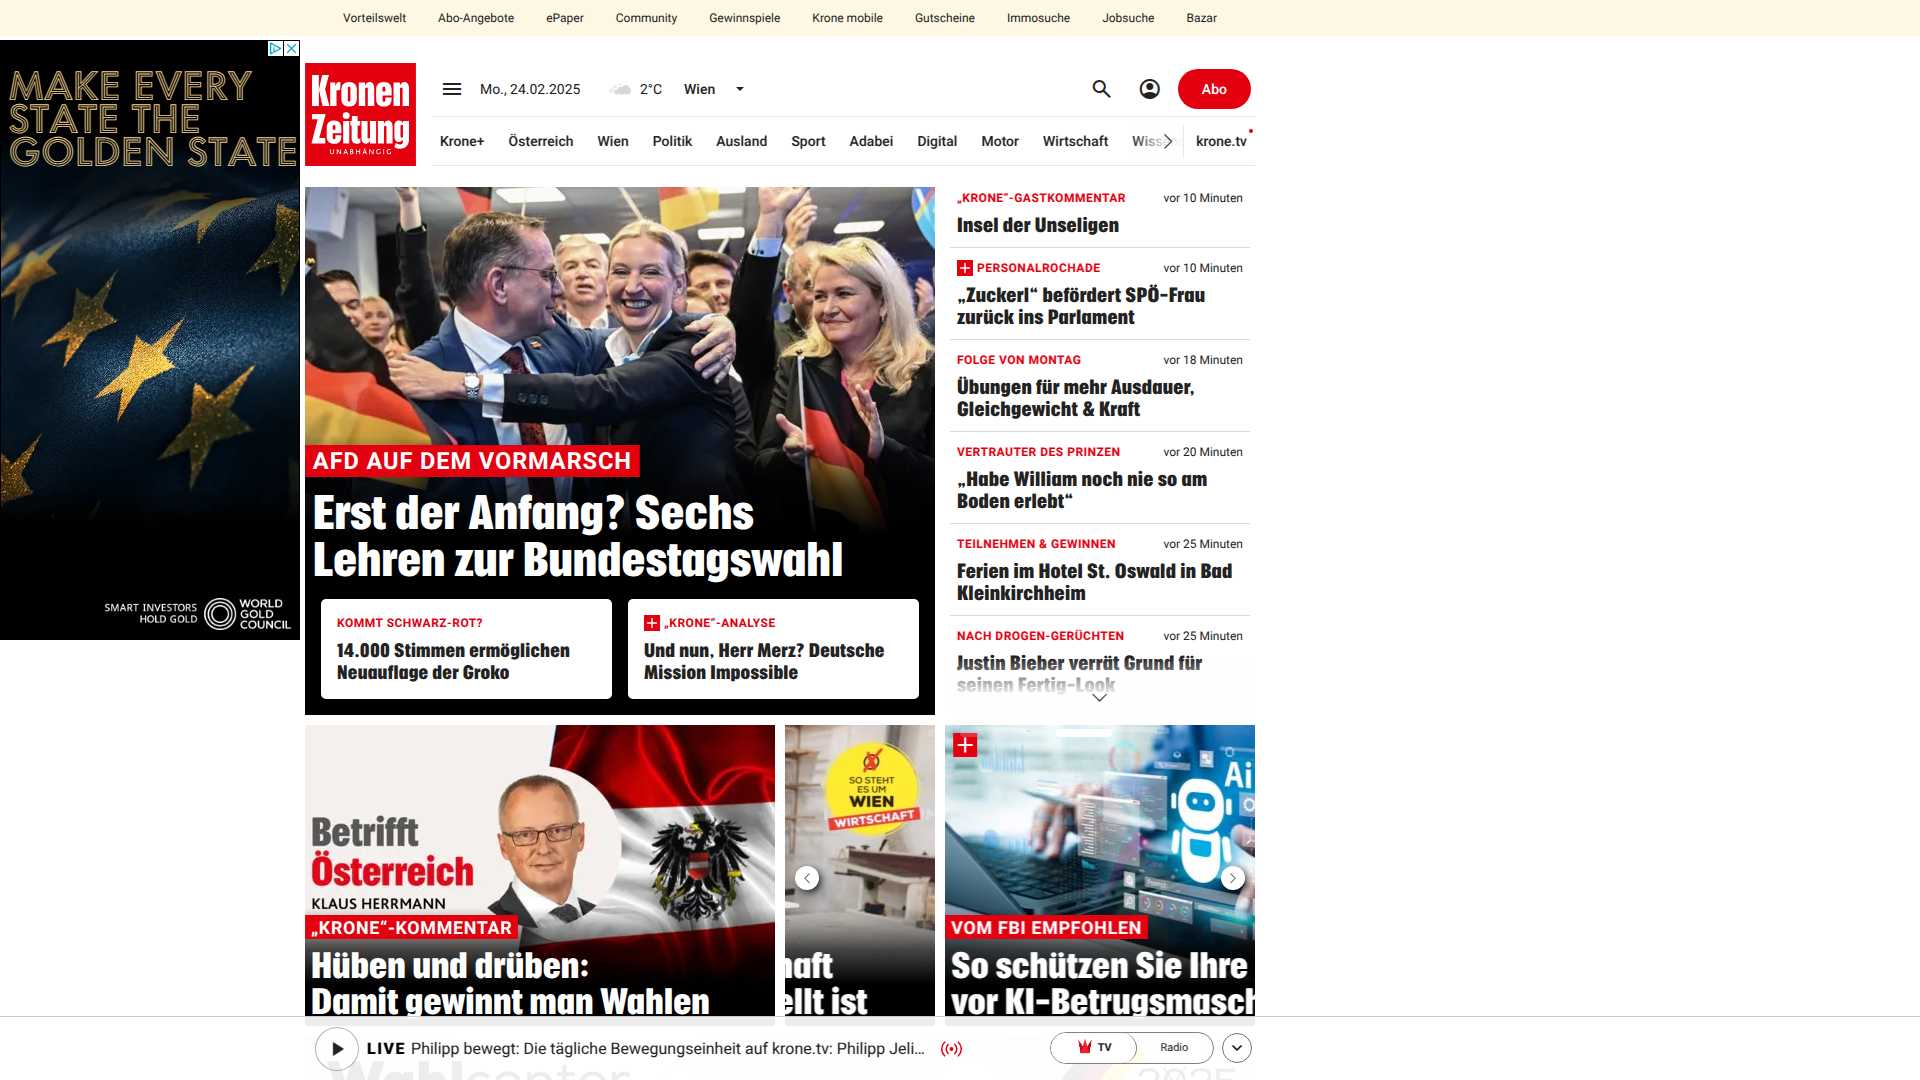 Vorteilswelt Abo-Angebote ePaper Community Gewinnspiele Krone mobile Gutscheine Immosuche Jobsuche Bazar
MAKE EVERY
STATE THE
GOLDEN STATE
SMART INVESTORS
HOLD GOLD
WORLD
GOLD
COUNCIL
Kronen
Zeitung
UNABHÄNGIG
Mo., 24.02.2025 2°C Wien
Abo
Krone+ Österreich Wien Politik Ausland Sport Adabei Digital Motor Wirtschaft Wiss krone.tv
AFD AUF DEM VORMARSCH
Erst der Anfang? Sechs
Lehren zur Bundestagswahl
KOMMT SCHWARZ-ROT?
14.000 Stimmen ermöglichen
Neuauflage der Groko
„KRONE“-ANALYSE
Und nun, Herr Merz? Deutsche
Mission Impossible
„KRONE“-GASTKOMMENTAR vor 10 Minuten
Insel der Unseligen
PERSONALROCHADE vor 10 Minuten
„Zuckerl“ befördert SPÖ-Frau
zurück ins Parlament
FOLGE VON MONTAG vor 18 Minuten
Übungen für mehr Ausdauer,
Gleichgewicht & Kraft
VERTRAUTER DES PRINZEN vor 20 Minuten
„Habe William noch nie so am
Boden erlebt“
TEILNEHMEN & GEWINNEN vor 25 Minuten
Ferien im Hotel St. Oswald in Bad
Kleinkirchheim
NACH DROGEN-GERÜCHTEN vor 25 Minuten
Justin Bieber verrät Grund für
seinen Fertig-Look
Betrifft
Österreich
KLAUS HERRMANN
„KRONE“-KOMMENTAR
Hüben und drüben:
Damit gewinnt man Wahlen
SO STEHT
ES UM
WIEN
WIRTSCHAFT
haft
ellt ist
Ai
VOM FBI EMPFOHLEN
So schützen Sie Ihre
vor KI-Betrugsmasch
LIVE Philipp bewegt: Die tägliche Bewegungseinheit auf krone.tv: Philipp Jeli...
TV Radio
Wahlcenter 2025